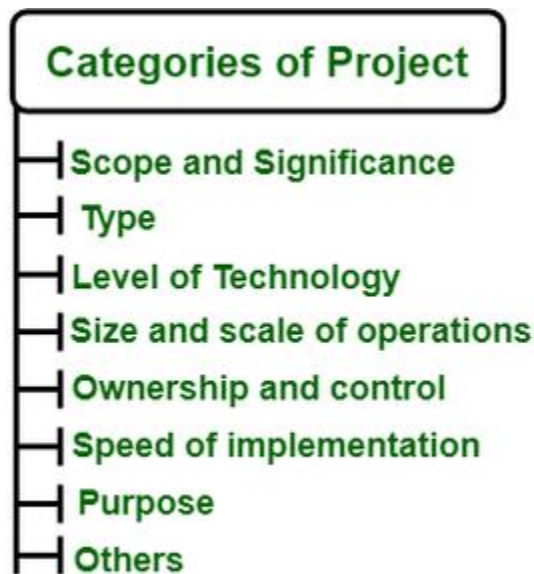 Categories of Project
Scope and Significance
Type
Level of Technology
Size and scale of operations
Ownership and control
Speed of implementation
Purpose
Others